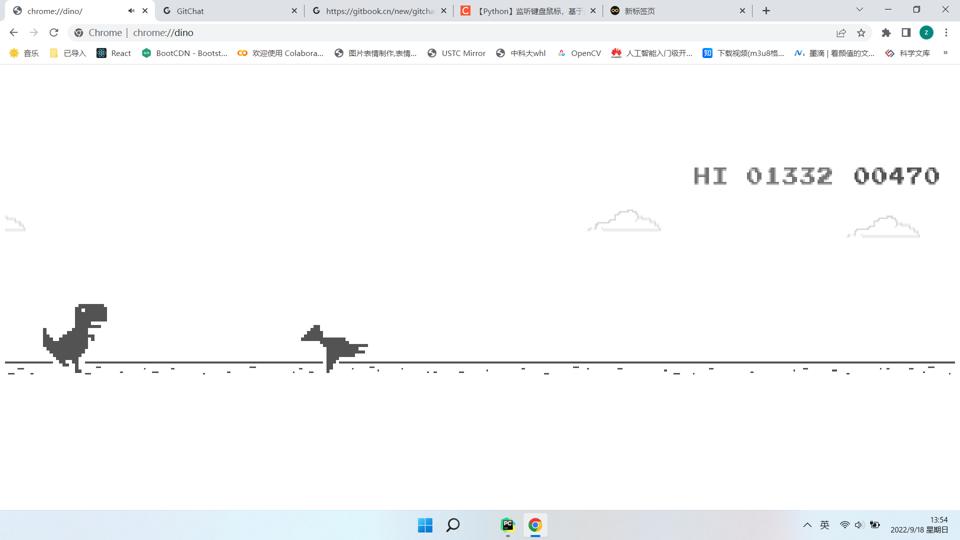 chrome://dino/
GitChat
https://gitbook.cn/new/gitcha
【Python】监听键盘鼠标，基于
新标签页
Chrome | chrome://dino
音乐
已导入
React
BootCDN - Bootst...
欢迎使用 Colabora...
图片表情制作,表情...
USTC Mirror
中科大whl
OpenCV
人工智能入门极开...
下载视频(m3u8格...
墨滴 | 看颜值的文...
科学文库
»
HI 01332 00470
英
13:54
2022/9/18 星期日